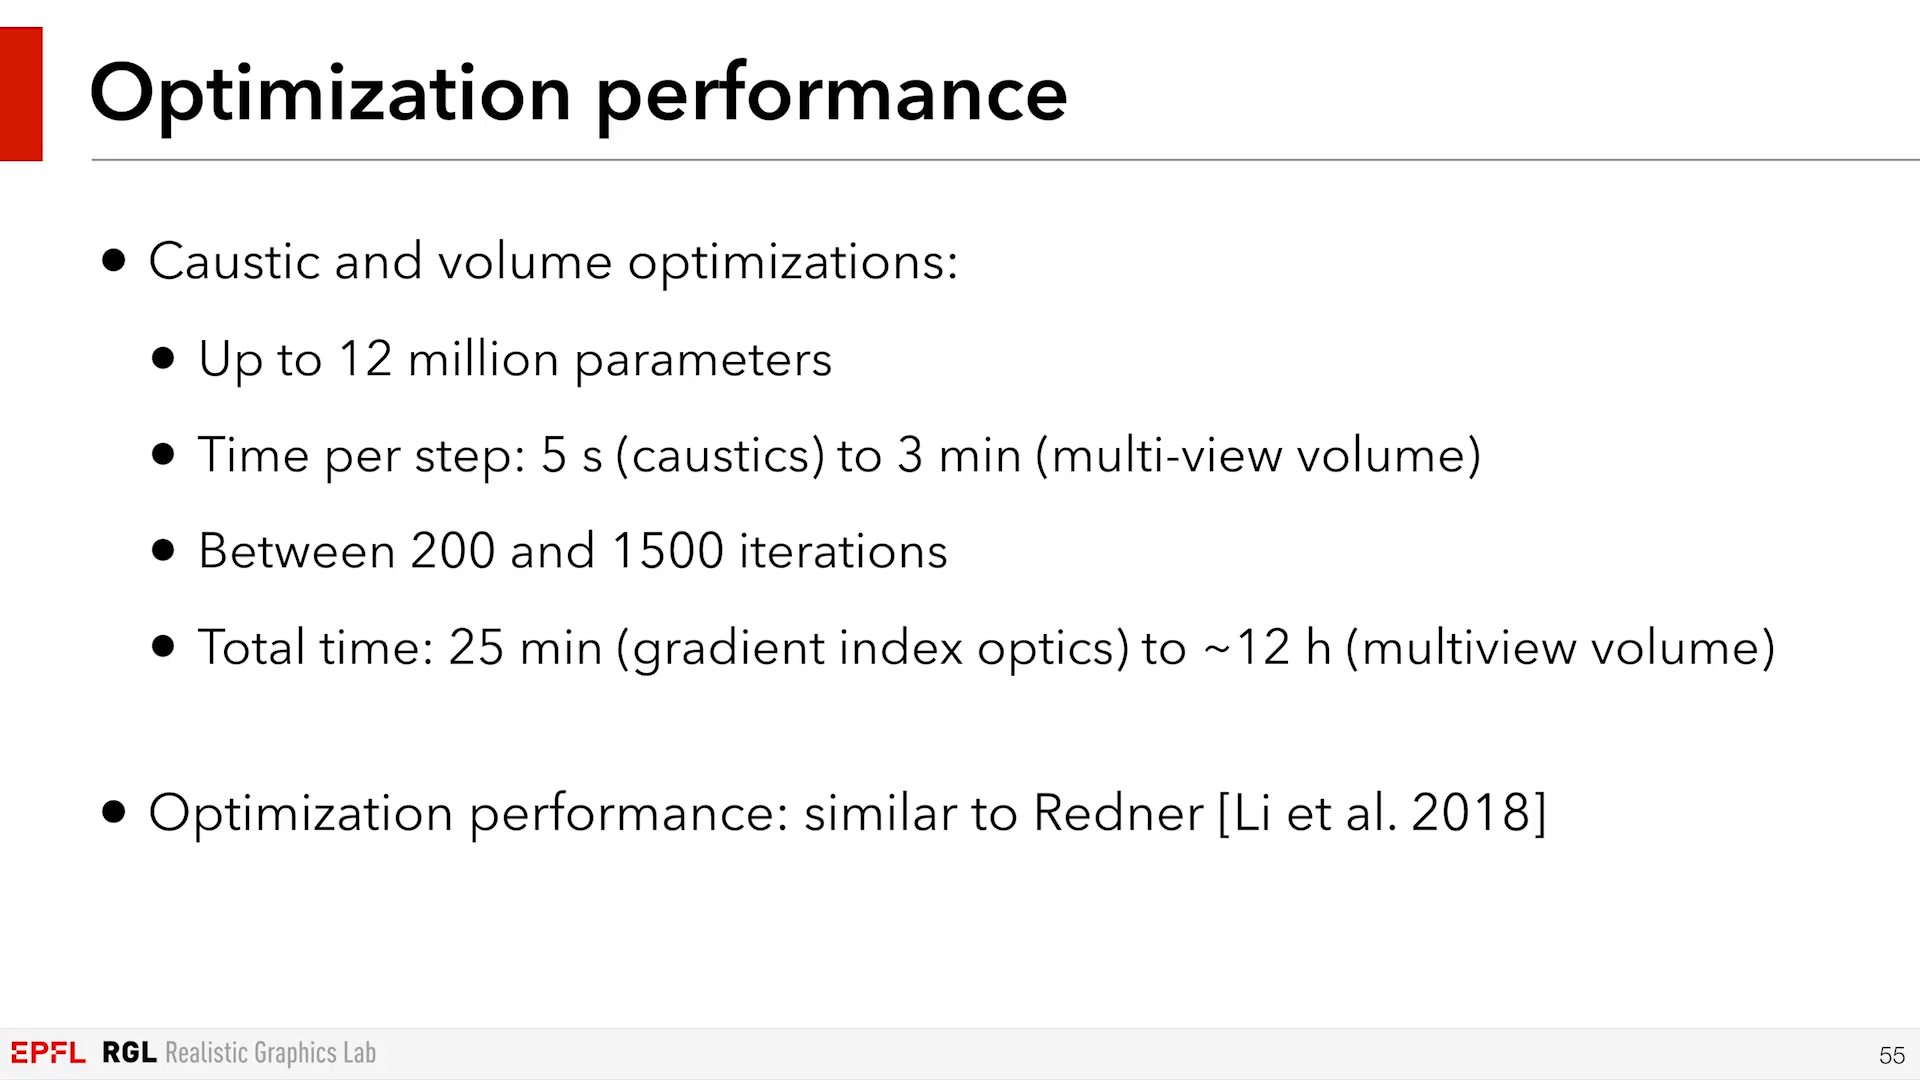 Optimization performance
• Caustic and volume optimizations:
• Up to 12 million parameters
• Time per step: 5 s (caustics) to 3 min (multi-view volume)
• Between 200 and 1500 iterations
• Total time: 25 min (gradient index optics) to ~12 h (multiview volume)
• Optimization performance: similar to Redner [Li et al. 2018]
EPFL RGL Realistic Graphics Lab
55